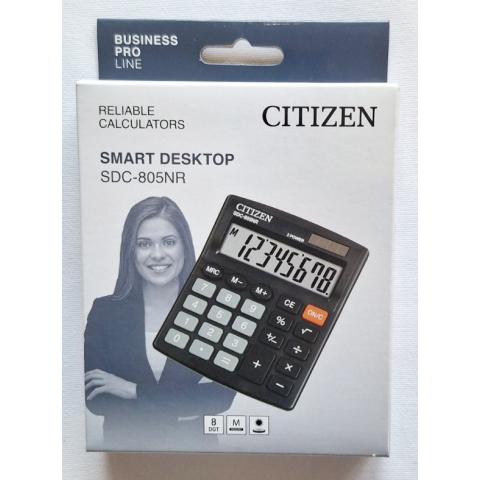 BUSINESS
PRO
LINE
RELIABLE
CALCULATORS
CITIZEN
SMART DESKTOP
SDC-805NR
CITIZEN
SDC-805NR
2 POWER
M
12345678
MRC M− M+ CE ON/C
7 8 9 % √
4 5 6 +/− ÷
1 2 3 + ×
0 . = −
8
DGT
M